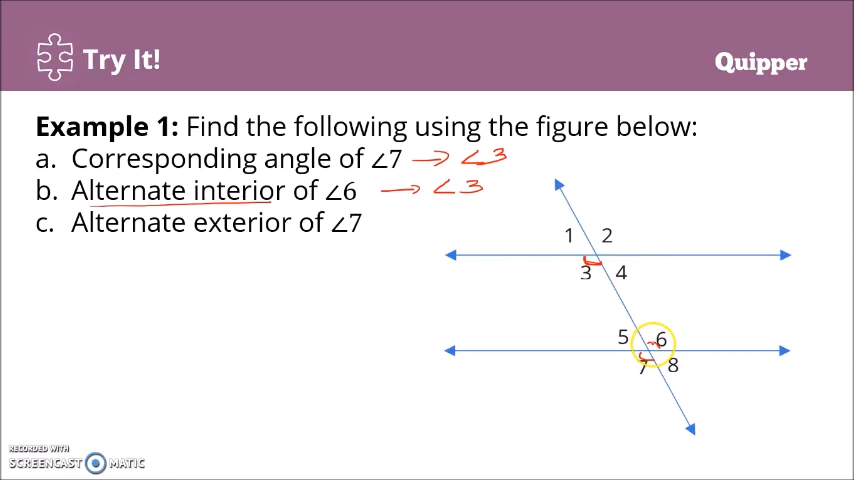 Try It!
Quipper
Example 1: Find the following using the figure below:
a. Corresponding angle of ∠7 → ∠3
b. Alternate interior of ∠6 → ∠3
c. Alternate exterior of ∠7
1 2
3 4
5 6
7 8
RECORDED WITH
SCREENCAST MATIC